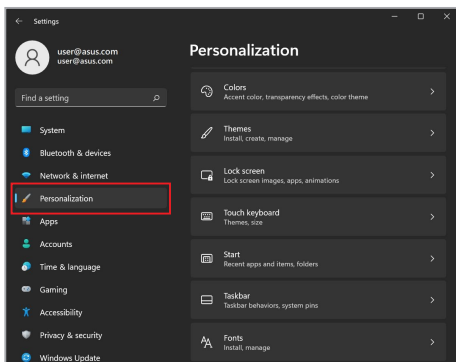 Settings
user@asus.com
user@asus.com
Find a setting
System
Bluetooth & devices
Network & internet
Personalization
Apps
Accounts
Time & language
Gaming
Accessibility
Privacy & security
Windows Update
Personalization
Colors
Accent color, transparency effects, color theme
Themes
Install, create, manage
Lock screen
Lock screen images, apps, animations
Touch keyboard
Themes, size
Start
Recent apps and items, folders
Taskbar
Taskbar behaviors, system pins
Fonts
Install, manage